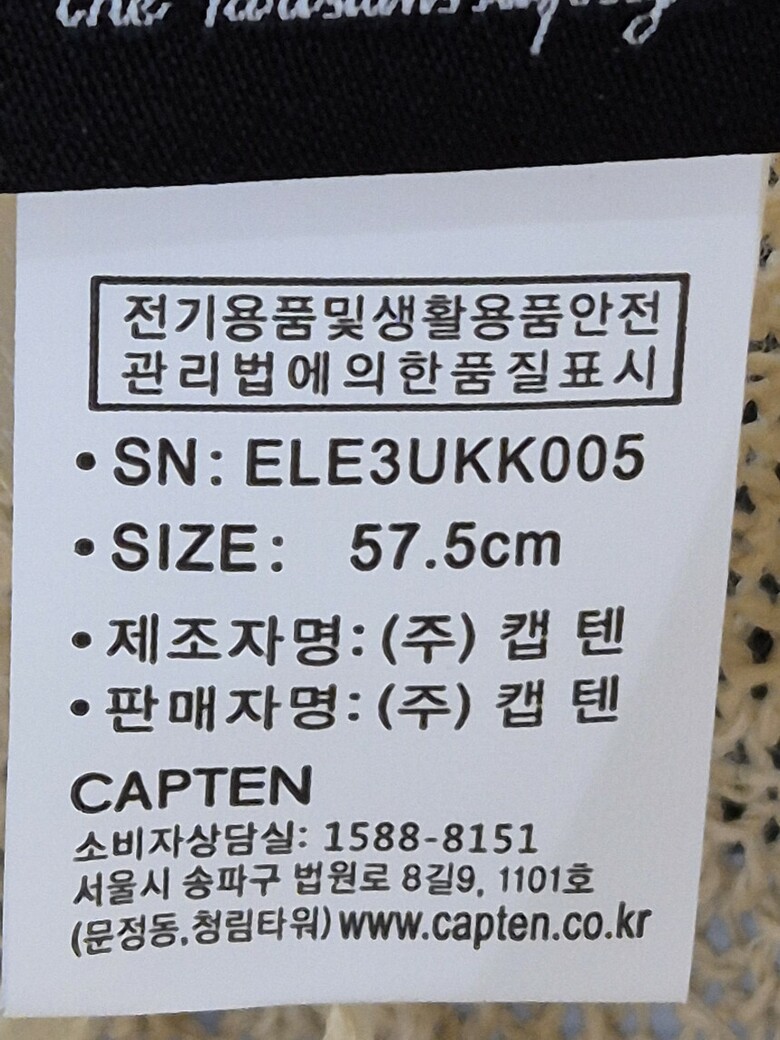 the
전기용품및생활용품안전
관리법에의한품질표시
• SN: ELE3UKK005
• SIZE: 57.5cm
• 제조자명: (주) 캡 텐
• 판매자명: (주) 캡 텐
CAPTEN
소비자상담실: 1588-8151
서울시 송파구 법원로 8길9, 1101호
(문정동,청림타워) www.capten.co.kr